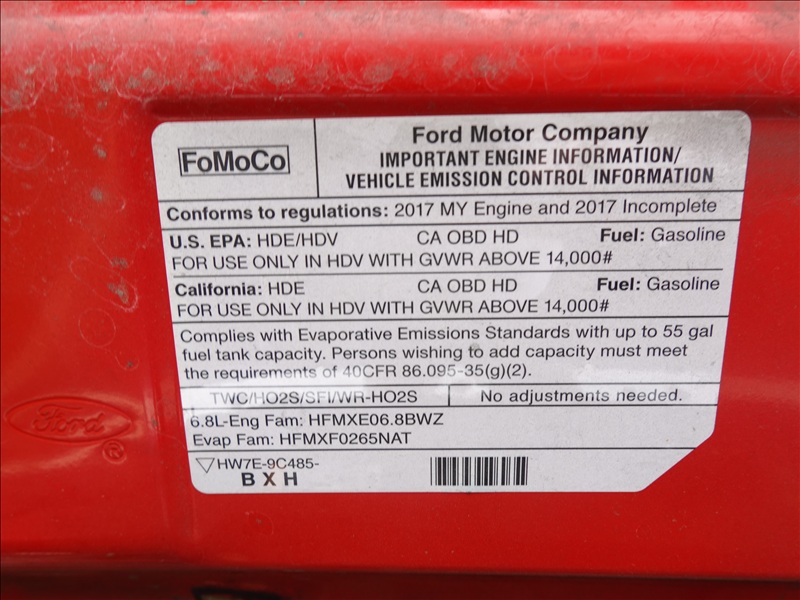 FoMoCo
Ford Motor Company
IMPORTANT ENGINE INFORMATION/
VEHICLE EMISSION CONTROL INFORMATION
Conforms to regulations: 2017 MY Engine and 2017 Incomplete
U.S. EPA: HDE/HDV CA OBD HD Fuel: Gasoline
FOR USE ONLY IN HDV WITH GVWR ABOVE 14,000#
California: HDE CA OBD HD Fuel: Gasoline
FOR USE ONLY IN HDV WITH GVWR ABOVE 14,000#
Complies with Evaporative Emissions Standards with up to 55 gal
fuel tank capacity. Persons wishing to add capacity must meet
the requirements of 40CFR 86.095-35(g)(2).
TWC/HO2S/SFI/WR-HO2S No adjustments needed.
6.8L-Eng Fam: HFMXE06.8BWZ
Evap Fam: HFMXF0265NAT
HW7E-9C485-
B X H
Ford
®